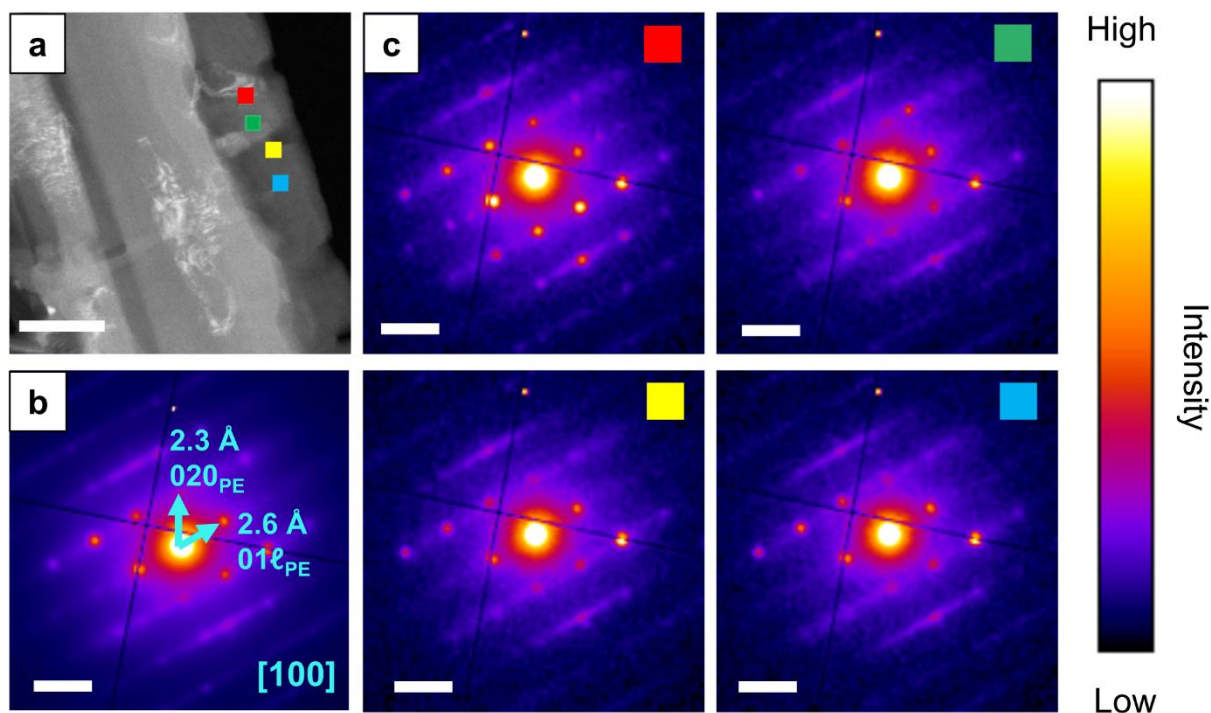 a
c
High
b
2.3 Å
020PE
2.6 Å
01ℓPE
[100]
Intensity
Low